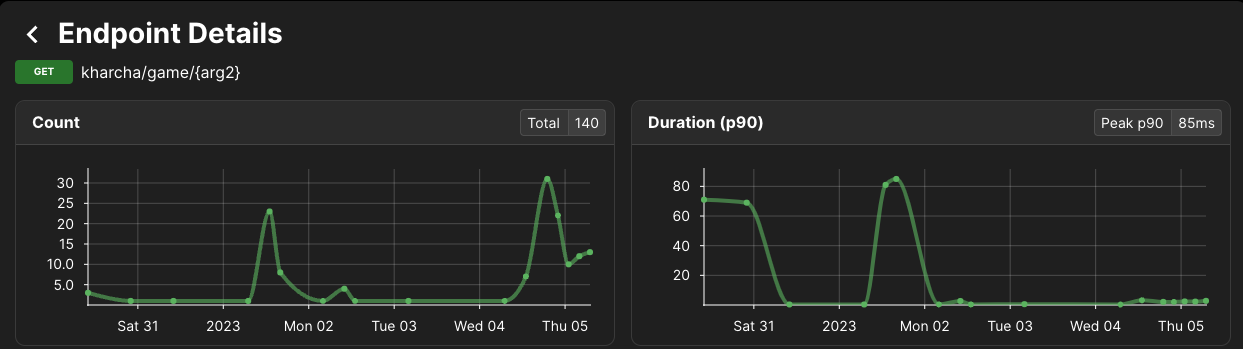 Endpoint Details
GET kharcha/game/{arg2}
Count Total 140
30
25
20
15
10.0
5.0
Sat 31 2023 Mon 02 Tue 03 Wed 04 Thu 05
Duration (p90) Peak p90 85ms
80
60
40
20
Sat 31 2023 Mon 02 Tue 03 Wed 04 Thu 05